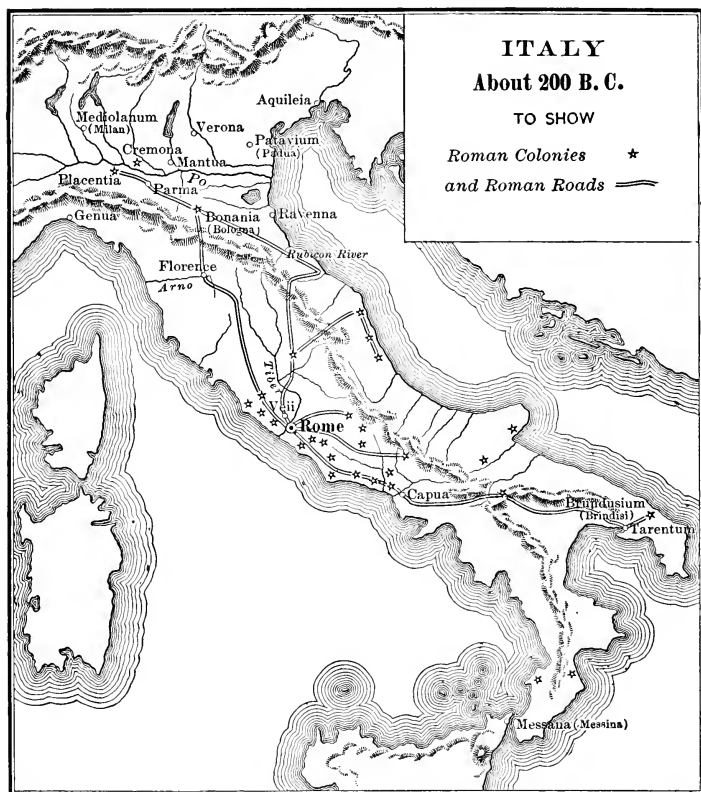 ITALY
About 200 B. C.
TO SHOW
Roman Colonies
and Roman Roads
Aquileia
Mediolanum
(Milan)
Verona
Patavium
(Padua)
Cremona
Mantua
Placentia
Po
Parma
Genua
Bonania
(Bologna)
Ravenna
Rubicon River
Florence
Arno
Tiber
Veii
Rome
Capua
Brundusium
(Brindisi)
Tarentum
Messana (Messina)